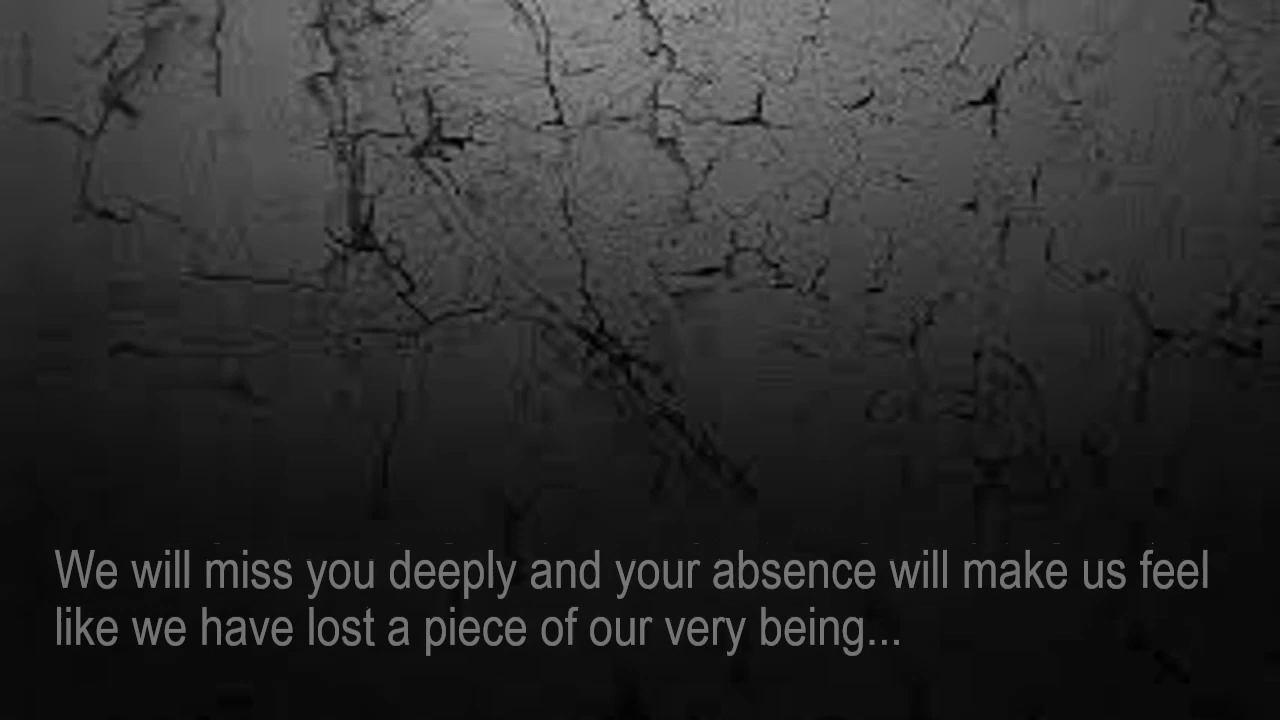 We will miss you deeply and your absence will make us feel
like we have lost a piece of our very being...